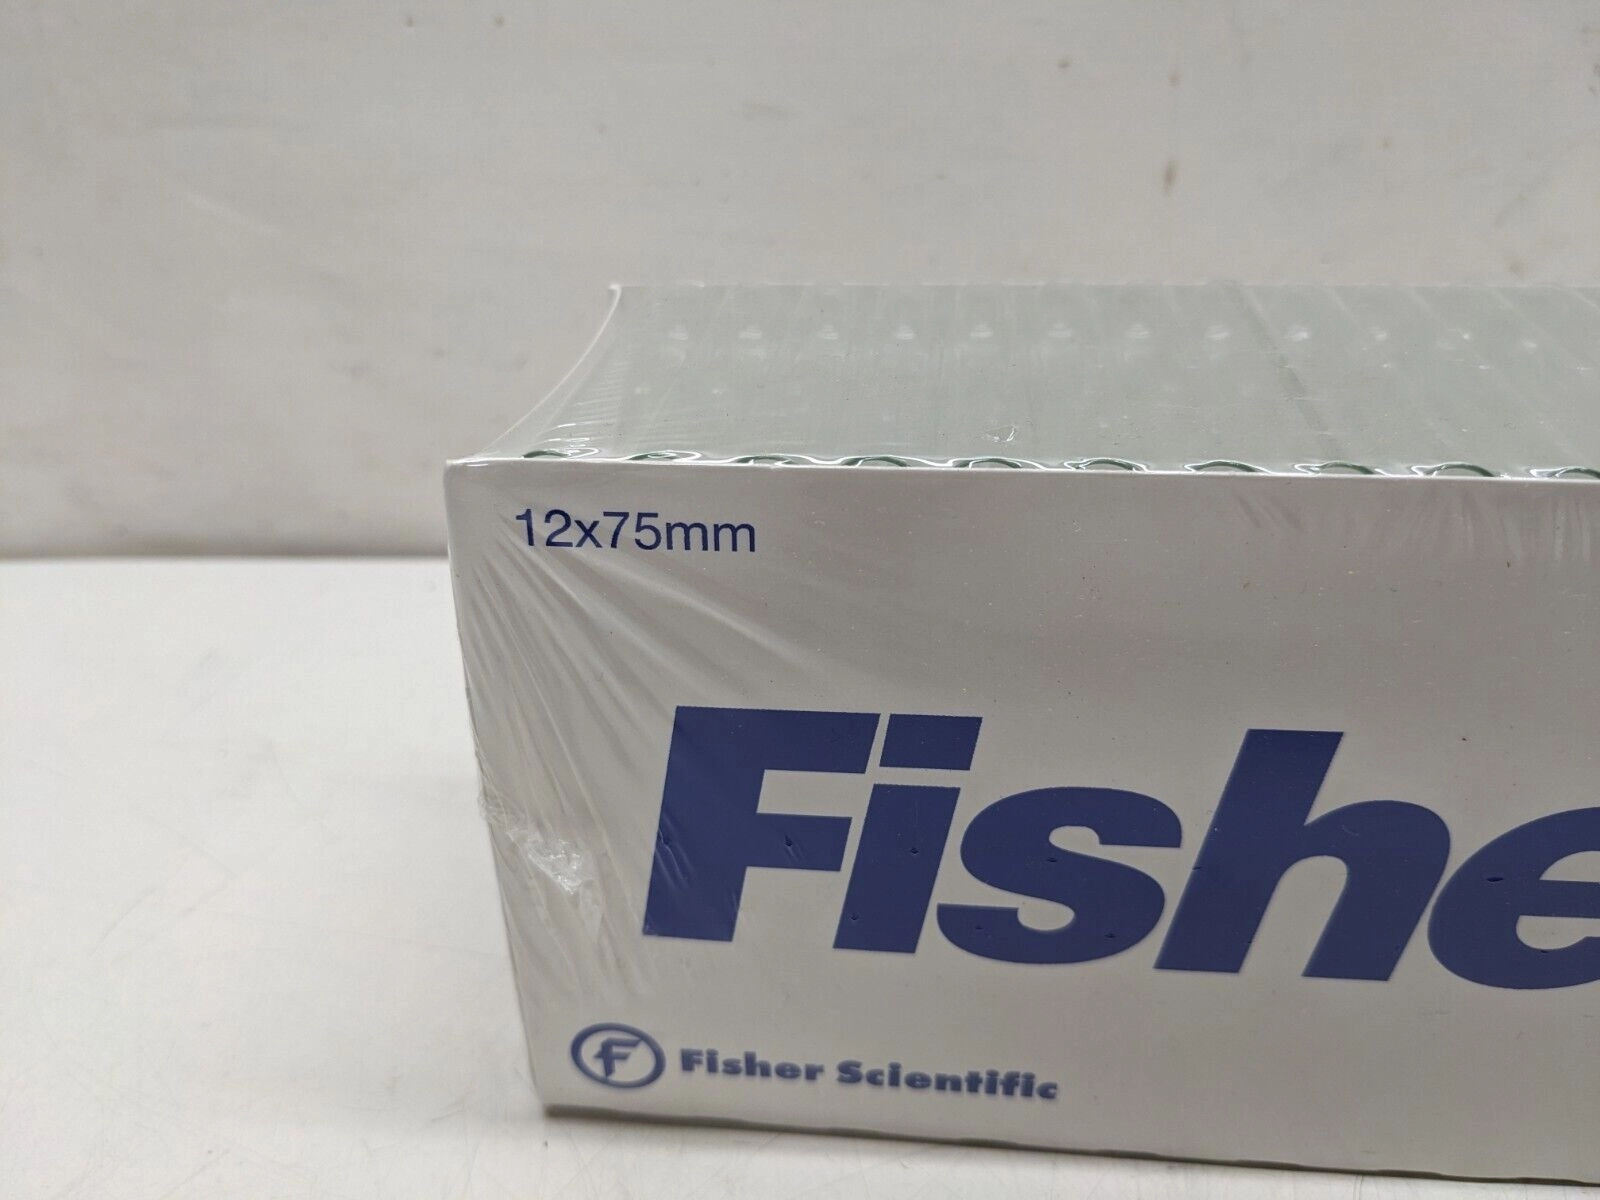 12x75mm
Fishe
F Fisher Scientific